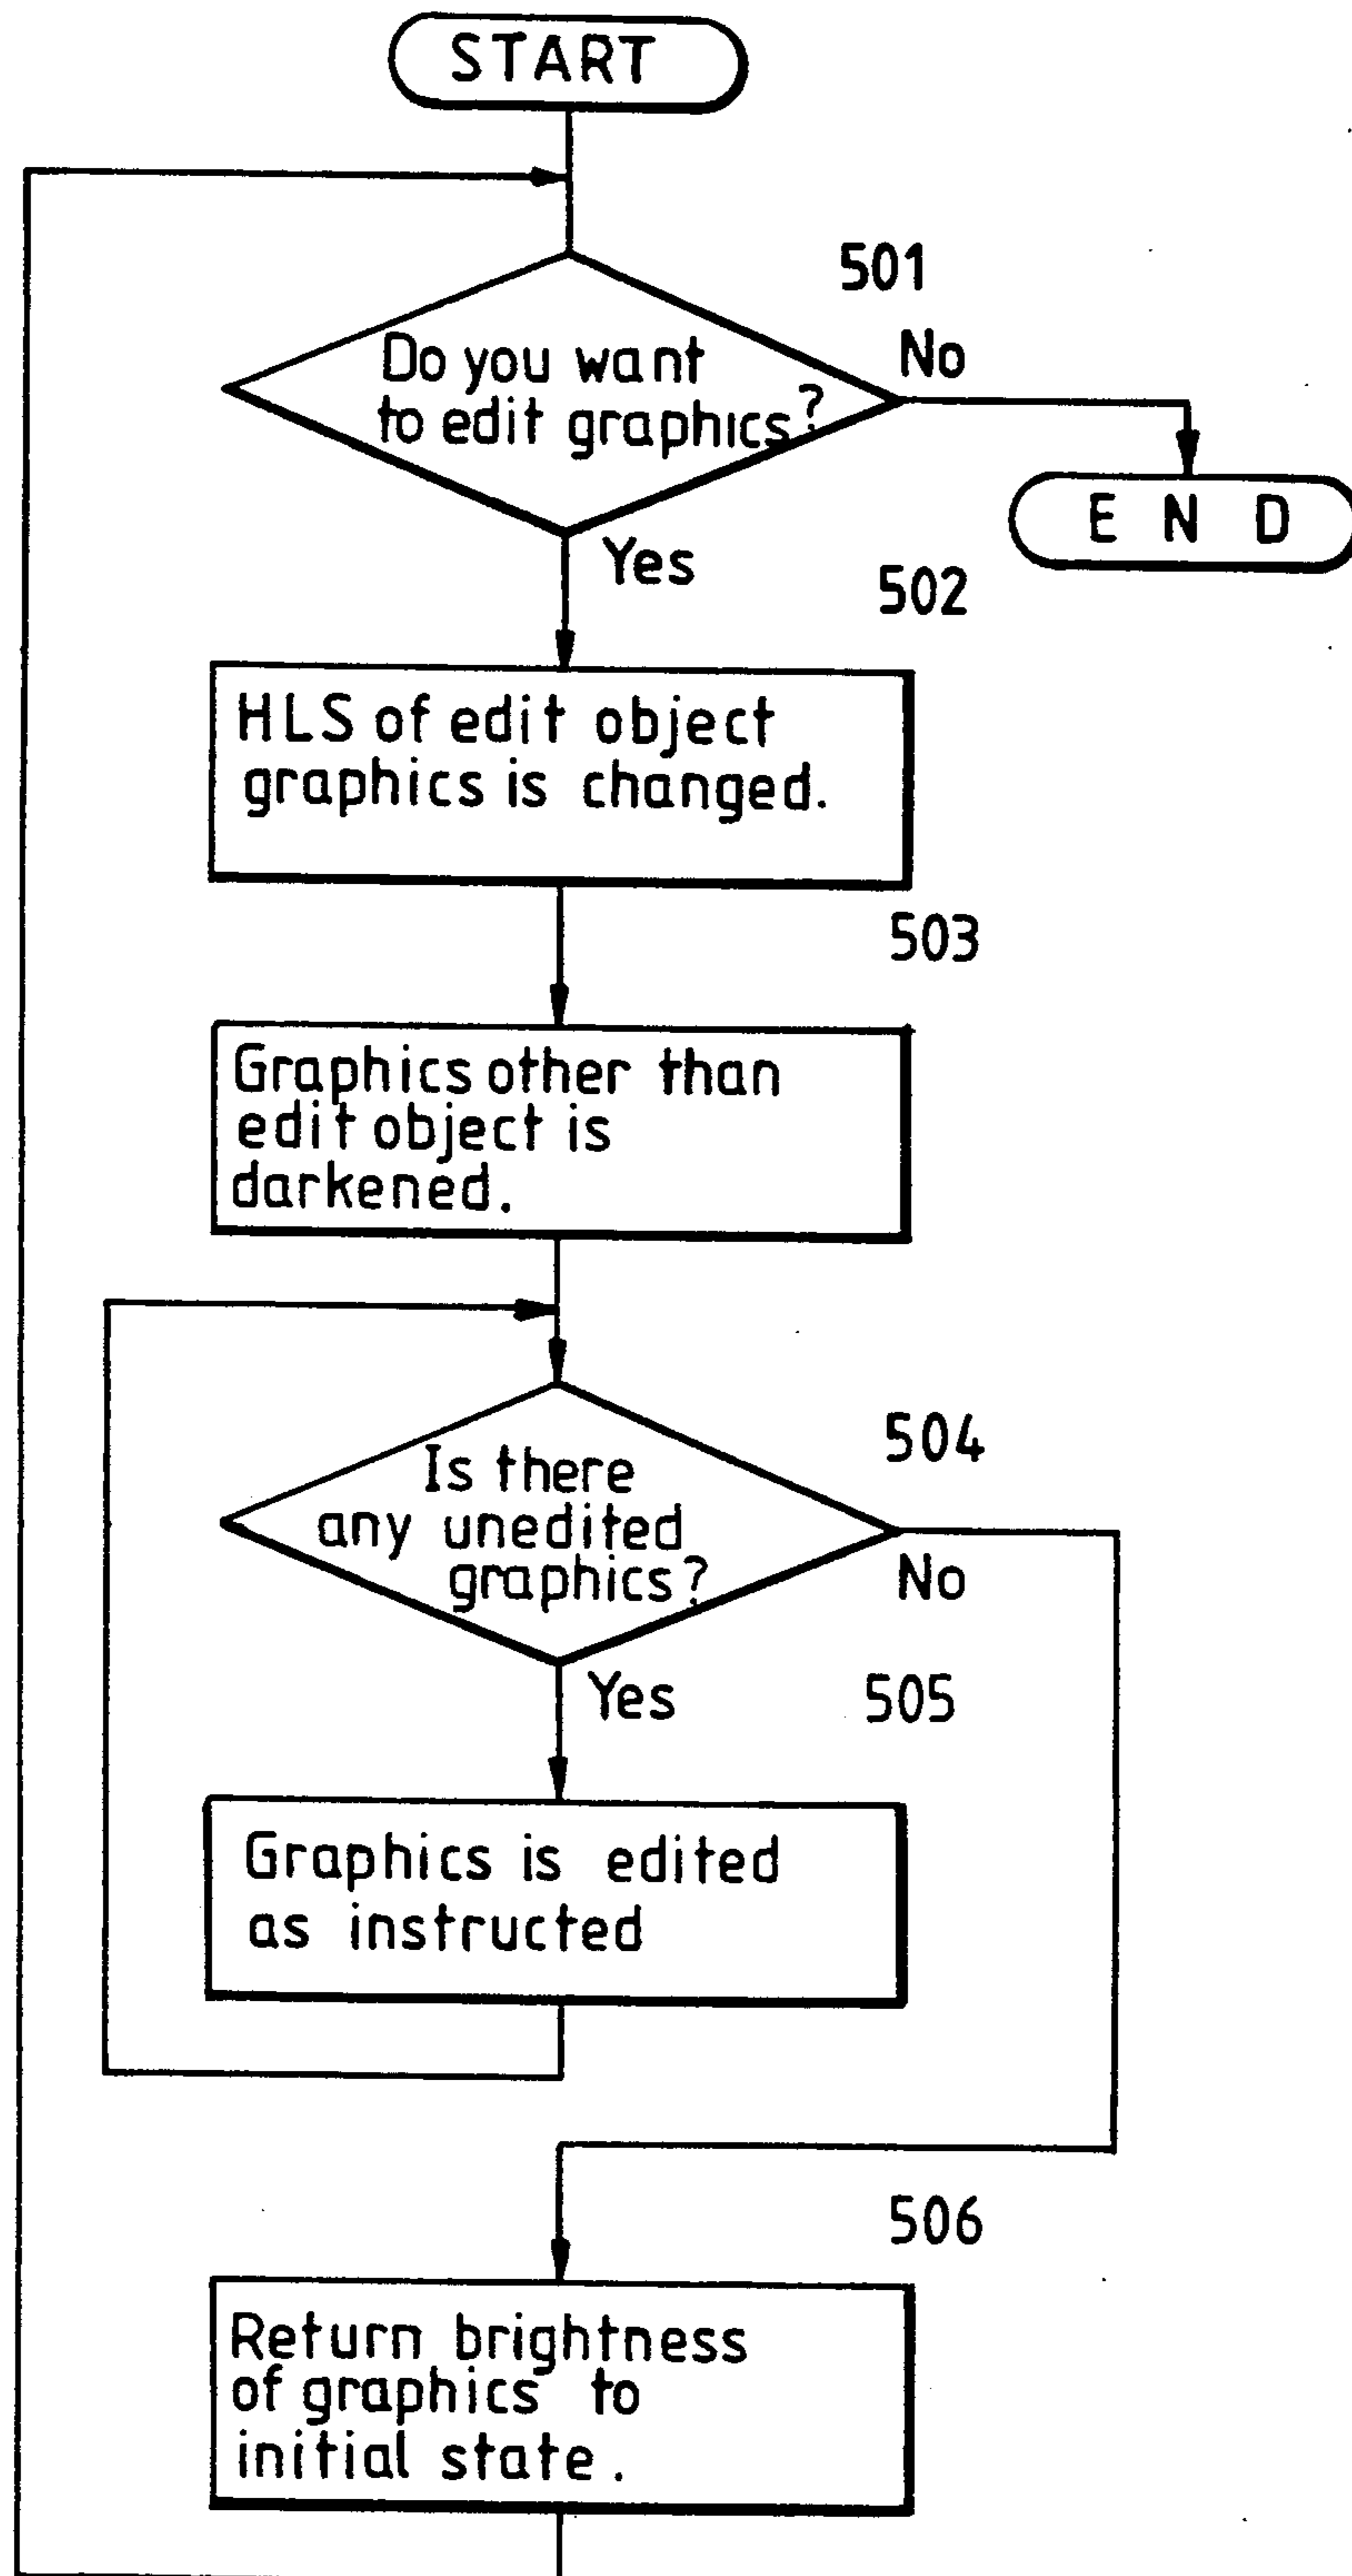 START
501
Do you want
to edit graphics?
No
E N D
Yes
502
HLS of edit object
graphics is changed.
503
Graphics other than
edit object is
darkened.
504
Is there
any unedited
graphics?
No
Yes
505
Graphics is edited
as instructed
506
Return brightness
of graphics to
initial state.